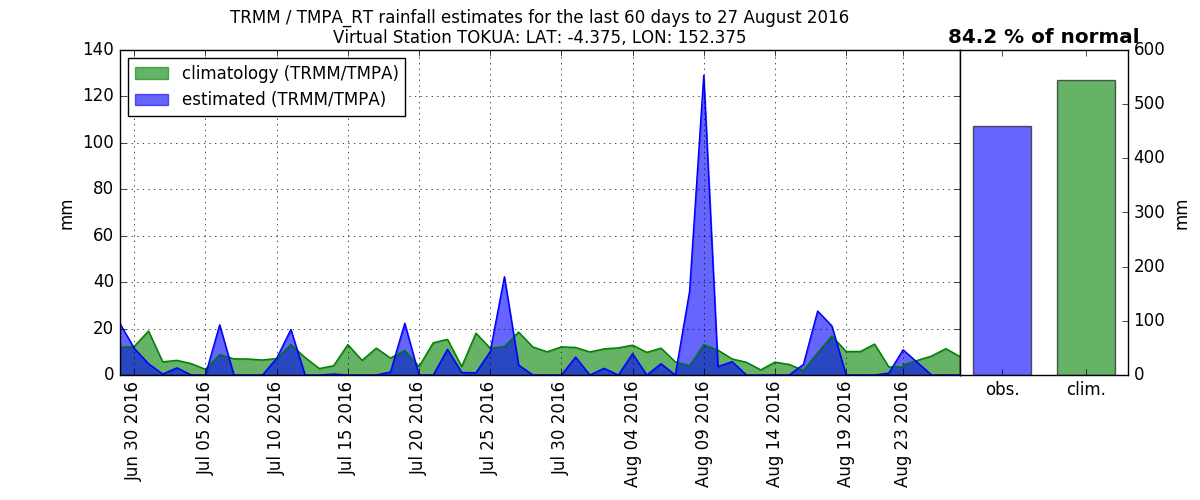 TRMM / TMPA_RT rainfall estimates for the last 60 days to 27 August 2016
Virtual Station TOKUA: LAT: -4.375, LON: 152.375
84.2 % of normal
climatology (TRMM/TMPA)
estimated (TRMM/TMPA)
mm
140
120
100
80
60
40
20
0
Jun 30 2016
Jul 05 2016
Jul 10 2016
Jul 15 2016
Jul 20 2016
Jul 25 2016
Jul 30 2016
Aug 04 2016
Aug 09 2016
Aug 14 2016
Aug 19 2016
Aug 23 2016
obs.
clim.
600
500
400
300
200
100
0
mm